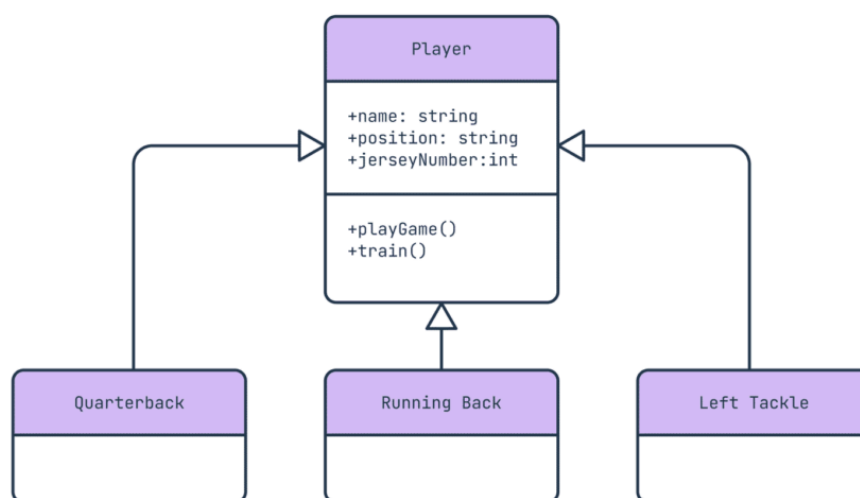 Player
+name: string
+position: string
+jerseyNumber:int
+playGame()
+train()
Quarterback
Running Back
Left Tackle